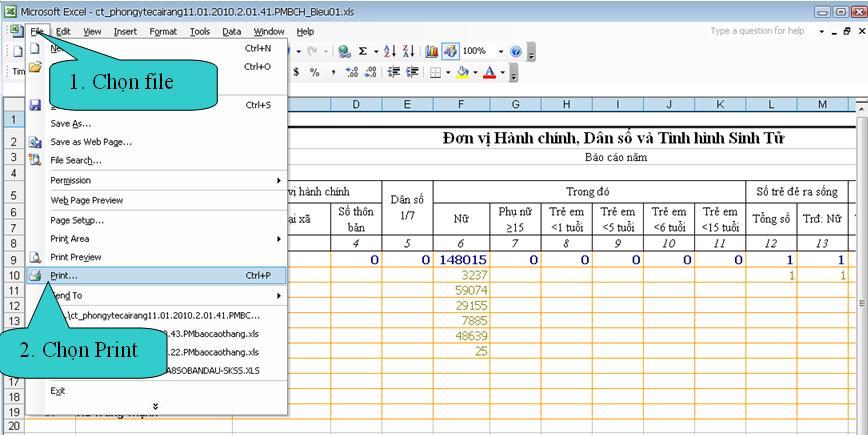 Microsoft Excel - ct_phongytecairang11.01.2010.2.01.41.PMBCH_Bieu01.xls
File Edit View Insert Format Tools Data Window Help
Type a question for help
100%
1. Chọn file
Ctrl+N
Ctrl+O
Ctrl+S
Save As...
Save as Web Page...
File Search...
Permission
Web Page Preview
Page Setup...
Print Area
Print Preview
Print... Ctrl+P
Send To
2. Chọn Print
\ct_phongytecairang11.01.2010.2.01.41.PMBC...
.43.PMbaocaothang.xls
.22.PMbaocaothang.xls
A8SOBANDAU-SKSS.XLS
Exit
D E F G H I J K L M
1
2 Đơn vị Hành chính, Dân số và Tình hình Sinh Tử
3 Báo cáo năm
4
5 vị hành chính Dân số 1/7 Trong đó Số trẻ đẻ ra sống
6 ại xã Số thôn bản Nữ Phụ nữ ≥15 Trẻ em <1 tuổi Trẻ em <5 tuổi Trẻ em <6 tuổi Trẻ em <15 tuổi Tổng số Trđ: Nữ
7
8 4 5 6 7 8 9 10 11 12 13
9 0 0 148015 0 0 0 0 0 1 1
10 3237 1 1
11 59074
12 29155
13 7885
14 48639
15 25
17
18
19
20